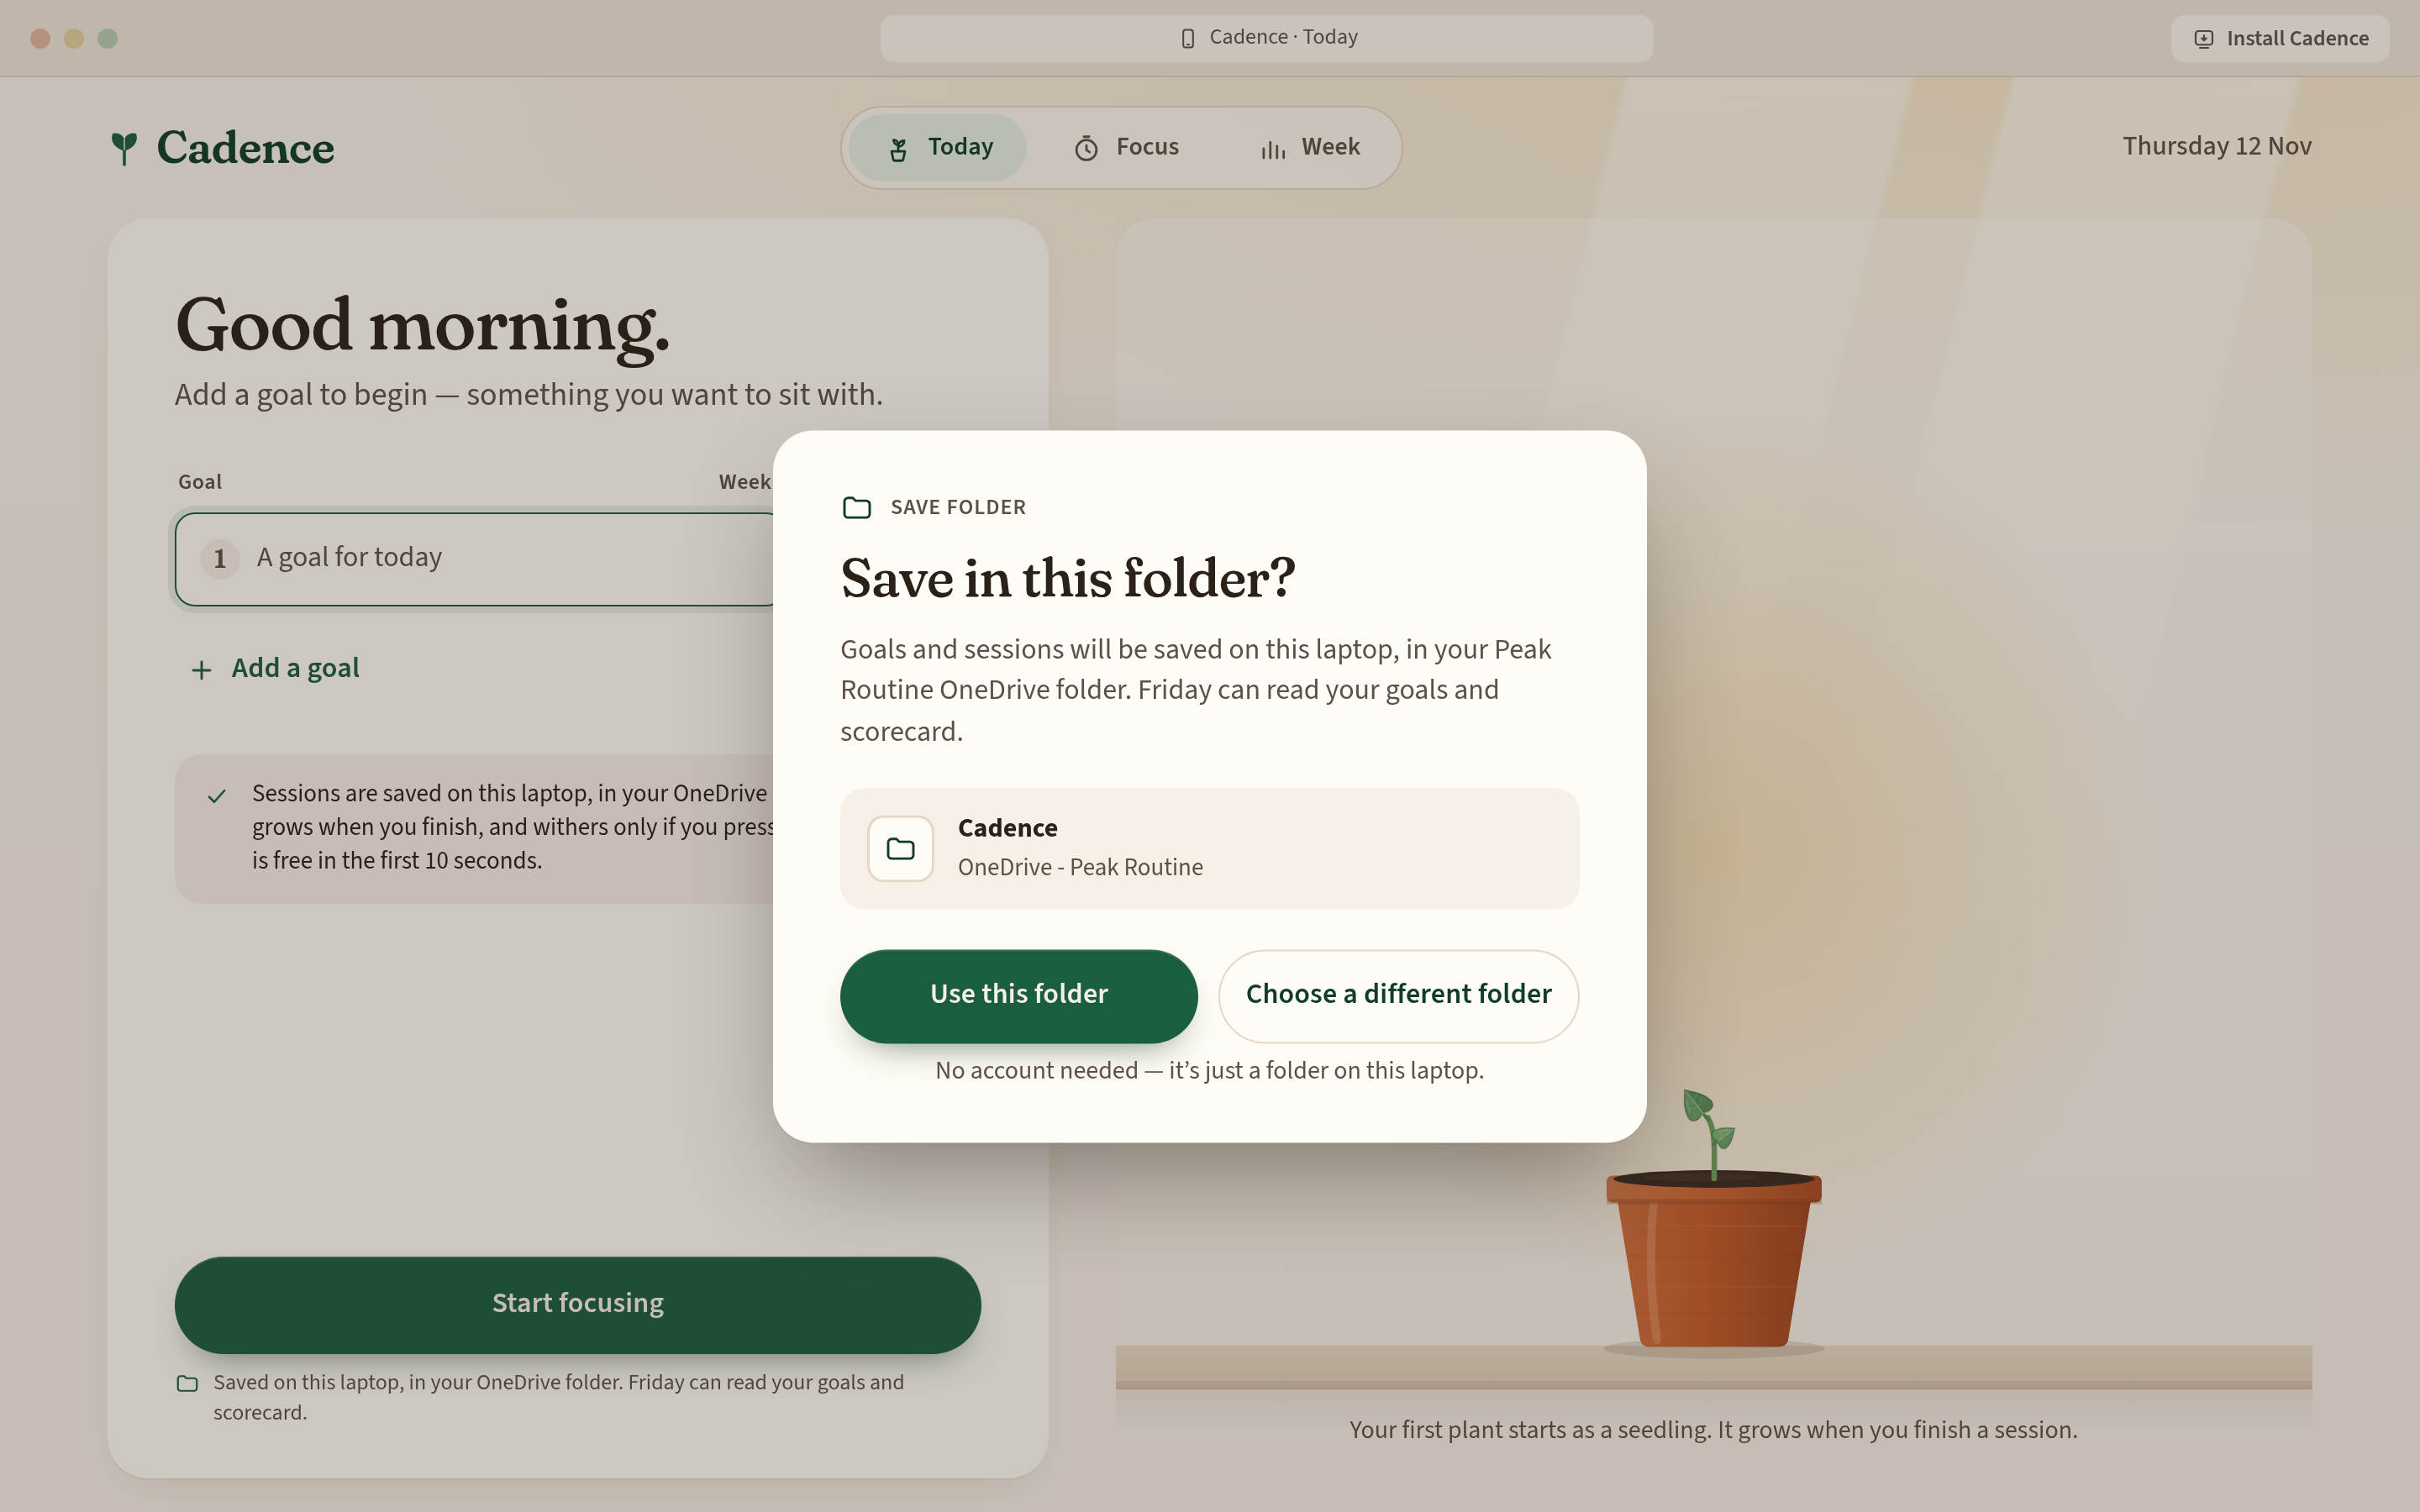 Cadence · Today
Install Cadence
Cadence
Today
Focus
Week
Thursday 12 Nov
Good morning.
Add a goal to begin — something you want to sit with.
Goal
Week
1
A goal for today
Add a goal
Sessions are saved on this laptop, in your OneDrive
grows when you finish, and withers only if you press
is free in the first 10 seconds.
Start focusing
Saved on this laptop, in your OneDrive folder. Friday can read your goals and
scorecard.
SAVE FOLDER
Save in this folder?
Goals and sessions will be saved on this laptop, in your Peak
Routine OneDrive folder. Friday can read your goals and
scorecard.
Cadence
OneDrive - Peak Routine
Use this folder
Choose a different folder
No account needed — it’s just a folder on this laptop.
Your first plant starts as a seedling. It grows when you finish a session.